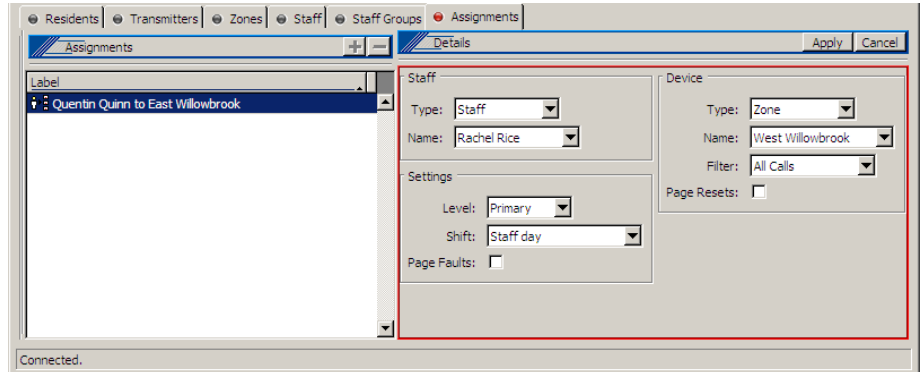 Residents Transmitters Zones Staff Staff Groups Assignments
Assignments + −
Label
Quentin Quinn to East Willowbrook
Details Apply Cancel
Staff
Type: Staff
Name: Rachel Rice
Settings
Level: Primary
Shift: Staff day
Page Faults:
Device
Type: Zone
Name: West Willowbrook
Filter: All Calls
Page Resets:
Connected.